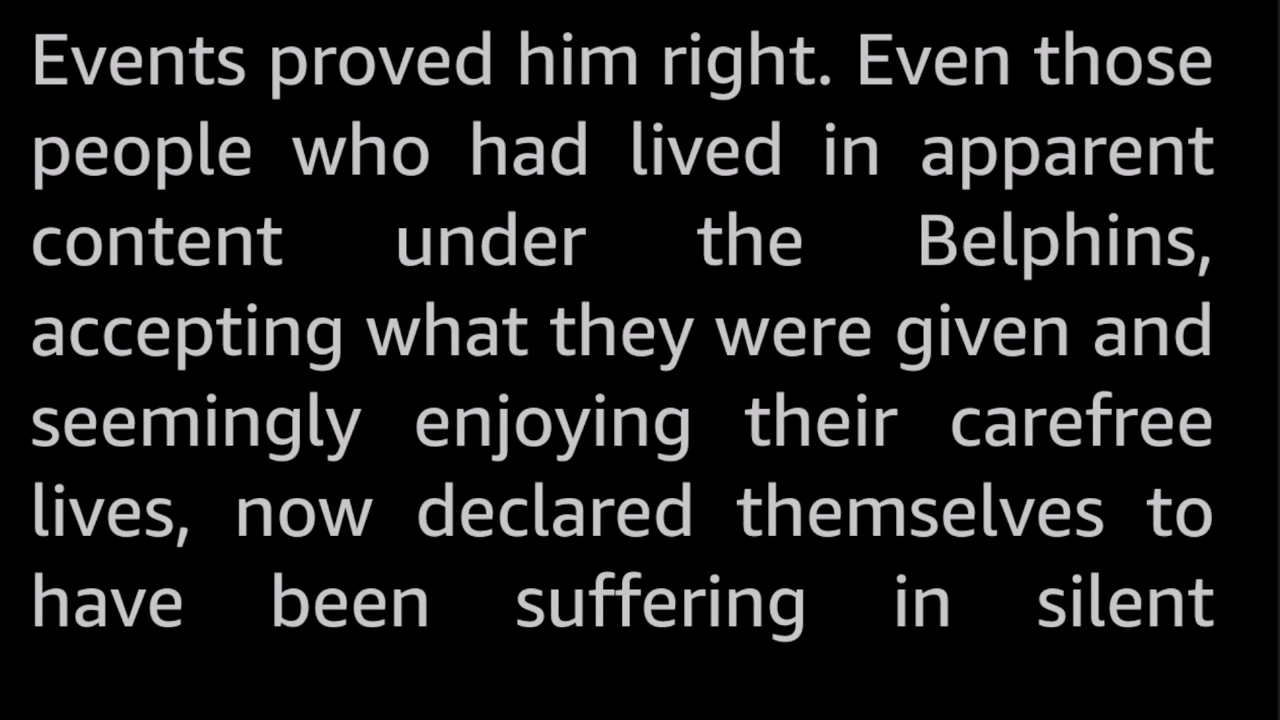 Events proved him right. Even those
people who had lived in apparent
content under the Belphins,
accepting what they were given and
seemingly enjoying their carefree
lives, now declared themselves to
have been suffering in silent